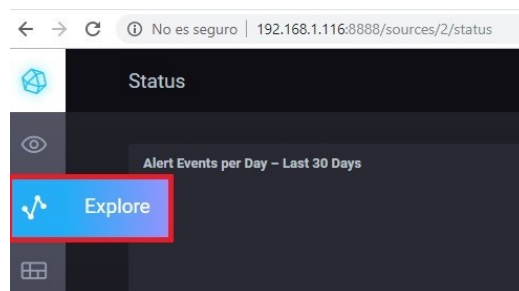 No es seguro | 192.168.1.116:8888/sources/2/status
Status
Alert Events per Day – Last 30 Days
Explore